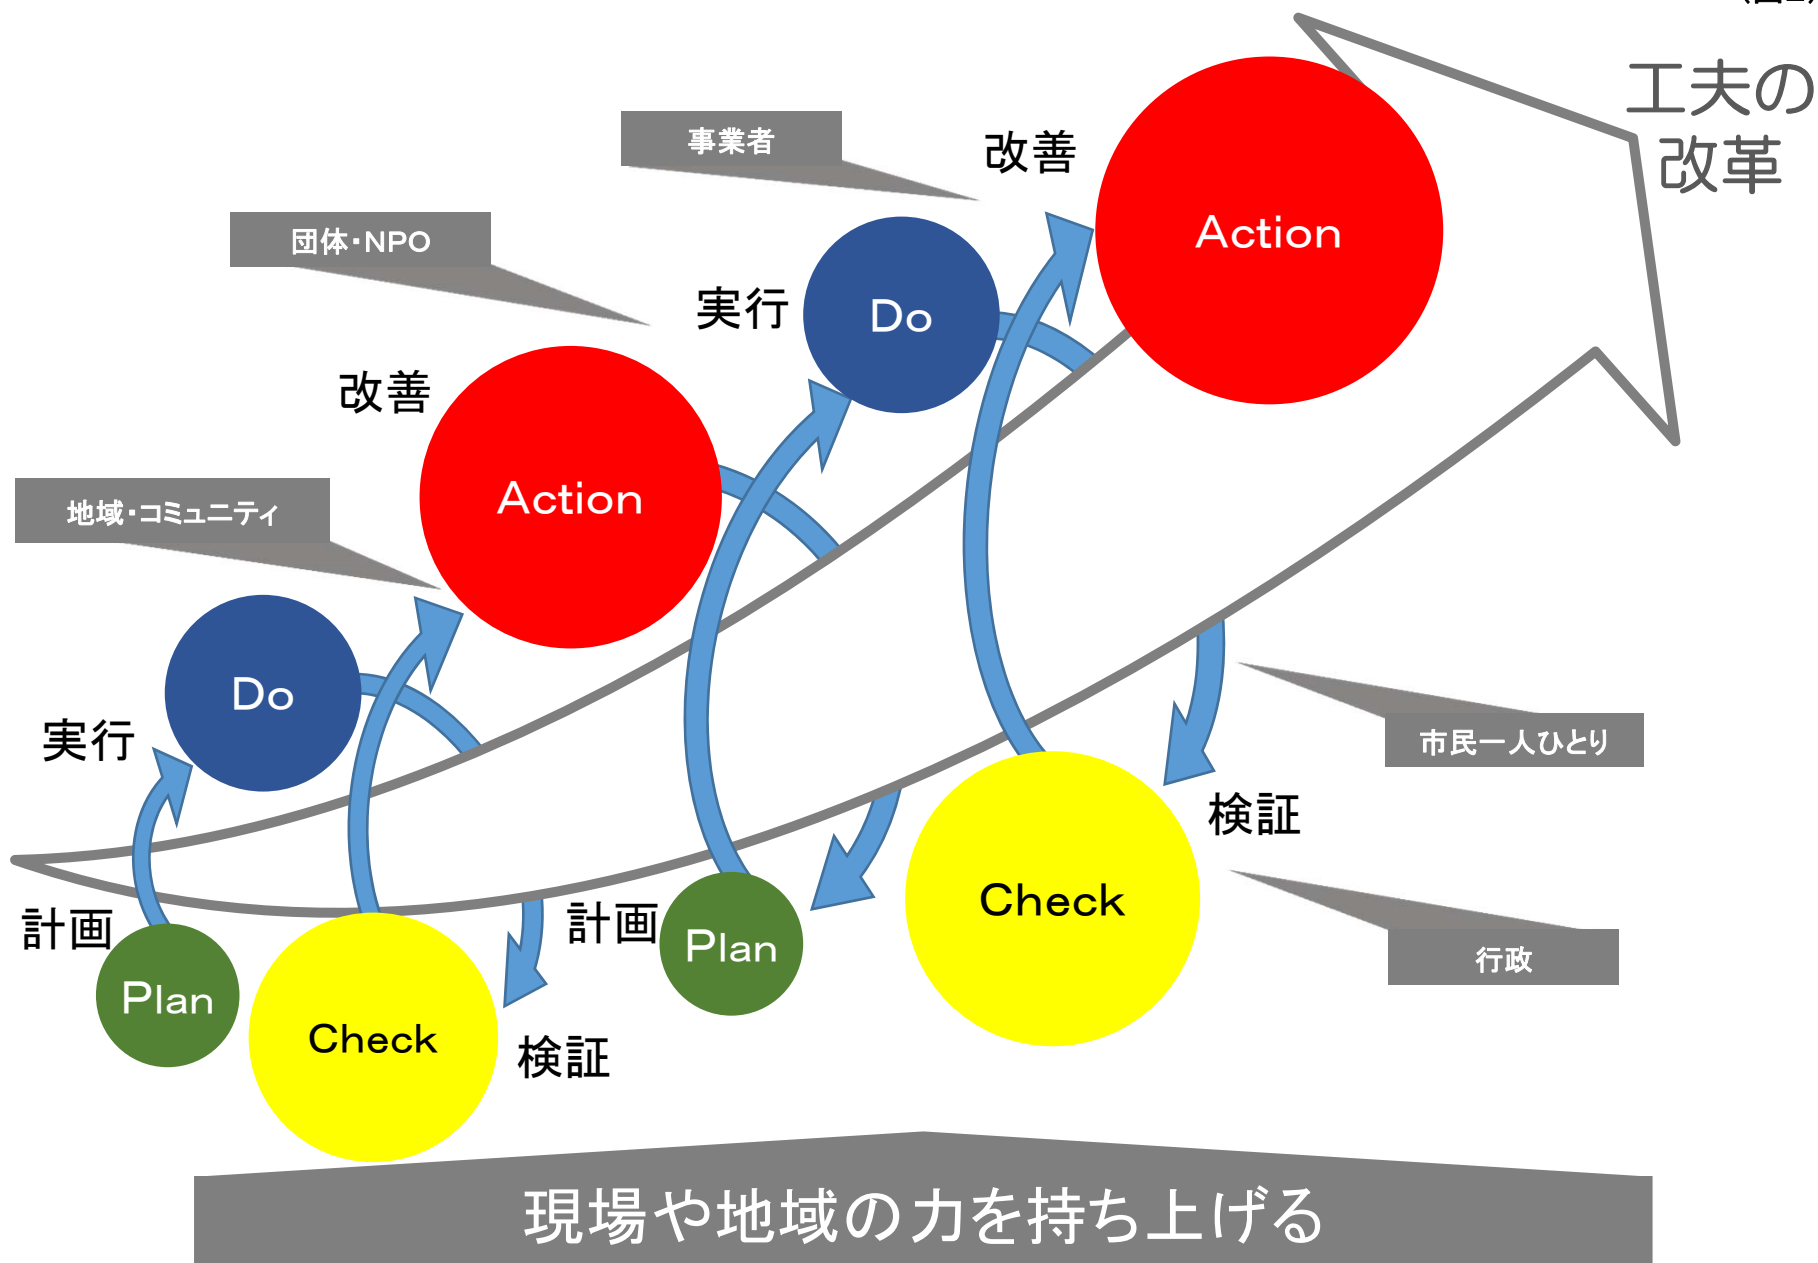 工夫の
改革
事業者
改善
Action
団体・NPO
実行
Do
改善
Action
地域・コミュニティ
Do
実行
市民一人ひとり
検証
計画
Check
計画
Plan
行政
Plan
Check
検証
現場や地域の力を持ち上げる